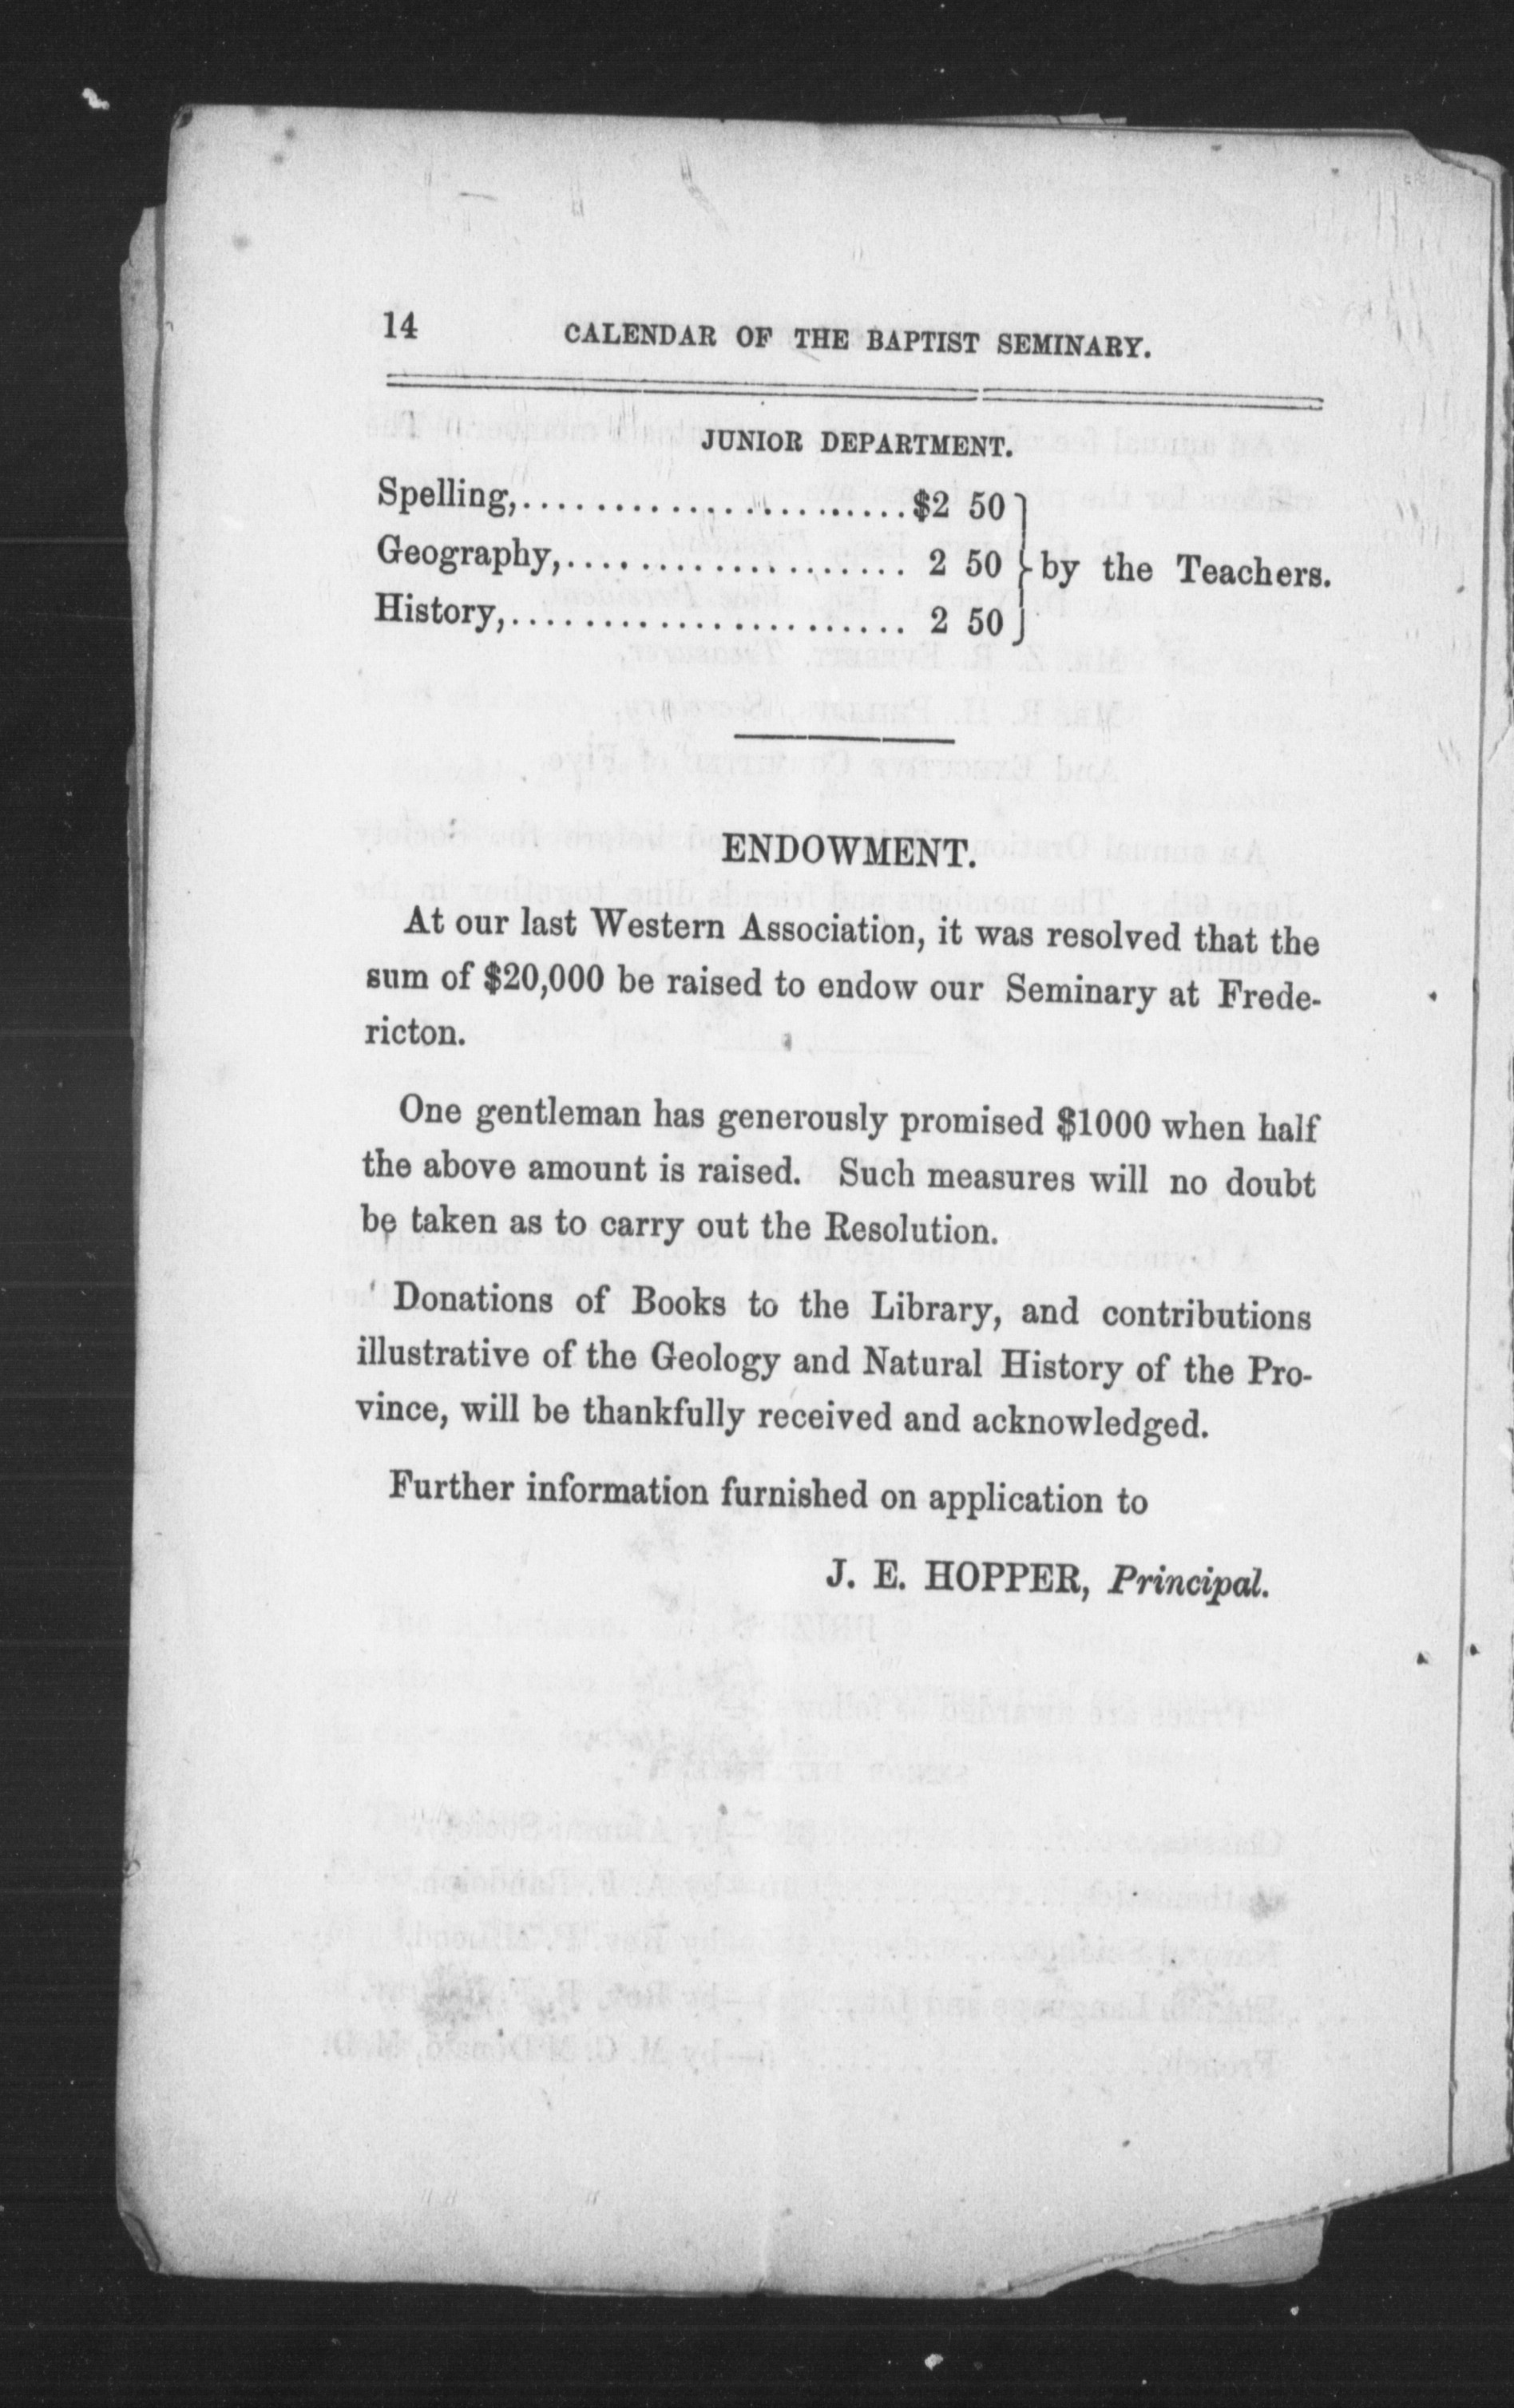 14 CALENDAR OF THE BAPTIST SEMINARY.
JUNIOR DEPARTMENT.
Spelling,........................$2 50
Geography,................... 2 50 } by the Teachers.
History,...................... 2 50
ENDOWMENT.
At our last Western Association, it was resolved that the
sum of $20,000 be raised to endow our Seminary at Frede-
ricton.
One gentleman has generously promised $1000 when half
the above amount is raised. Such measures will no doubt
be taken as to carry out the Resolution.
Donations of Books to the Library, and contributions
illustrative of the Geology and Natural History of the Pro-
vince, will be thankfully received and acknowledged.
Further information furnished on application to
J. E. HOPPER, Principal.